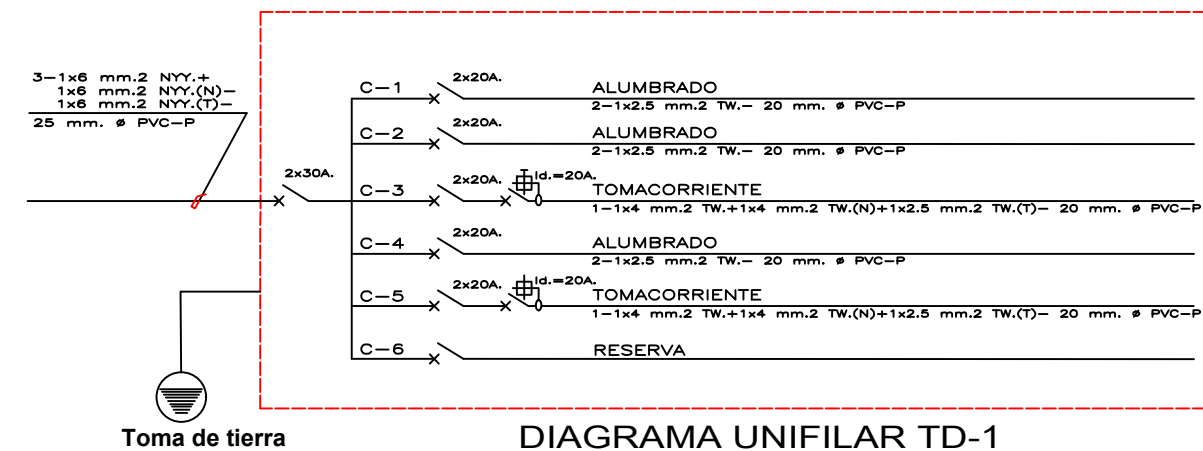 3-1x6 mm.2 NYY.+
1x6 mm.2 NYY.(N)-
1x6 mm.2 NYY.(T)-
25 mm. ø PVC-P
2x30A.
C-1
2x20A.
ALUMBRADO
2-1x2.5 mm.2 TW.- 20 mm. ø PVC-P
C-2
2x20A.
ALUMBRADO
2-1x2.5 mm.2 TW.- 20 mm. ø PVC-P
C-3
2x20A.
Id.=20A.
TOMACORRIENTE
1-1x4 mm.2 TW.+1x4 mm.2 TW.(N)+1x2.5 mm.2 TW.(T)- 20 mm. ø PVC-P
C-4
2x20A.
ALUMBRADO
2-1x2.5 mm.2 TW.- 20 mm. ø PVC-P
C-5
2x20A.
Id.=20A.
TOMACORRIENTE
1-1x4 mm.2 TW.+1x4 mm.2 TW.(N)+1x2.5 mm.2 TW.(T)- 20 mm. ø PVC-P
C-6
RESERVA
Toma de tierra
DIAGRAMA UNIFILAR TD-1